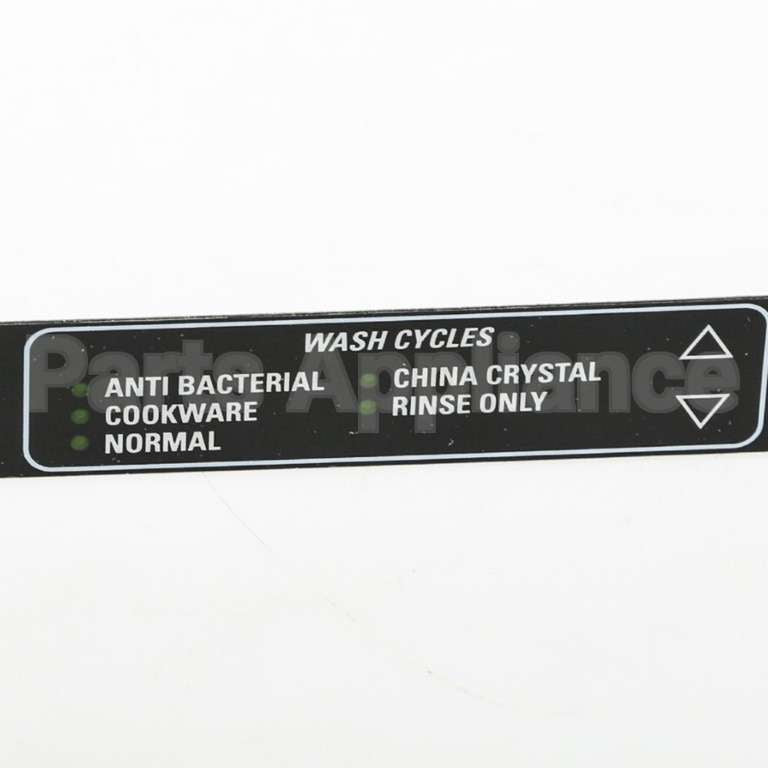 WASH CYCLES
ANTI BACTERIAL
COOKWARE
NORMAL
CHINA CRYSTAL
RINSE ONLY
Parts Appliance